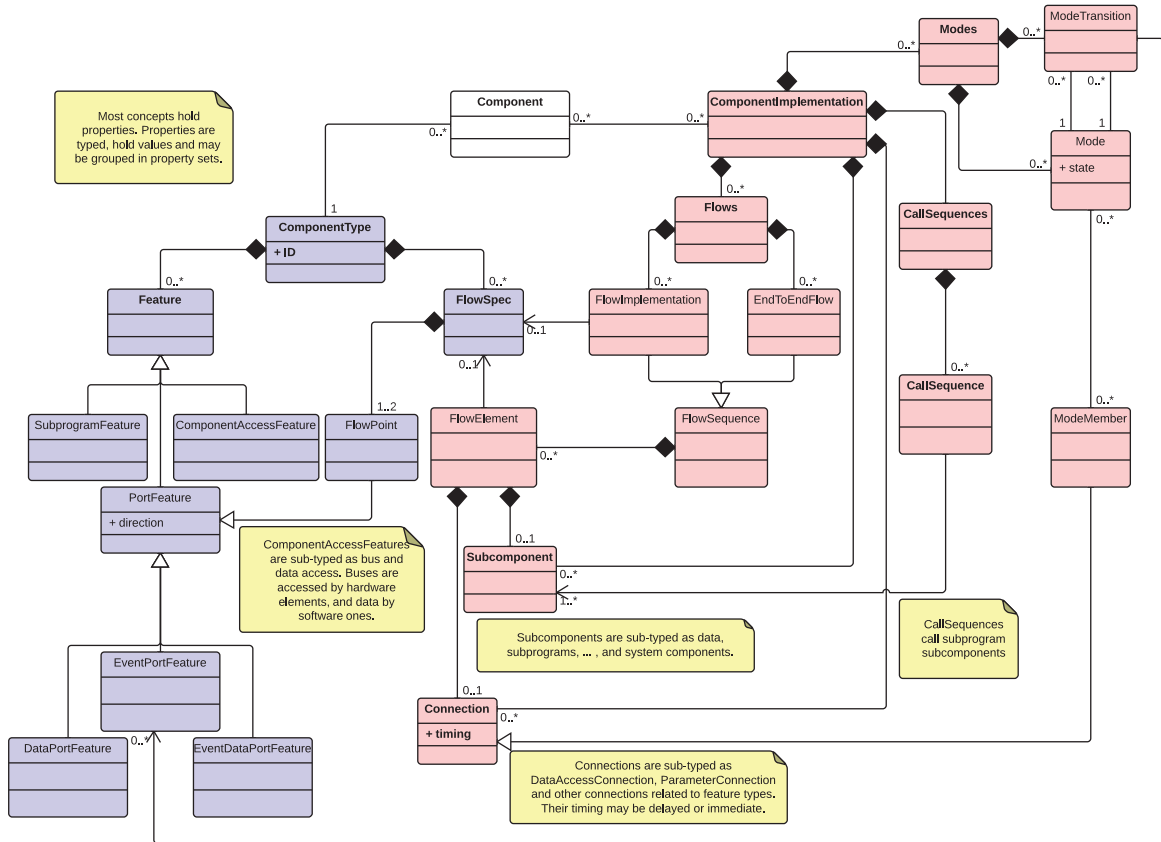 Modes
ModeTransition
0..*
0..*
0..*
0..*
Most concepts hold
properties. Properties are
typed, hold values and may
be grouped in property sets.
Component
ComponentImplementation
0..*
0..*
0..*
1
1
Mode
+ state
0..*
0..*
Flows
CallSequences
0..*
1
ComponentType
+ ID
0..*
0..*
0..*
0..*
Feature
FlowSpec
FlowImplementation
EndToEndFlow
0..1
0..1
0..*
1..2
CallSequence
0..*
SubprogramFeature
ComponentAccessFeature
FlowPoint
FlowElement
FlowSequence
ModeMember
0..*
PortFeature
+ direction
ComponentAccessFeatures
are sub-typed as bus and
data access. Buses are
accessed by hardware
elements, and data by
software ones.
0..1
Subcomponent
0..*
1..*
Subcomponents are sub-typed as data,
subprograms, ... , and system components.
CallSequences
call subprogram
subcomponents
EventPortFeature
0..1
Connection
+ timing
0..*
0..*
DataPortFeature
EventDataPortFeature
Connections are sub-typed as
DataAccessConnection, ParameterConnection
and other connections related to feature types.
Their timing may be delayed or immediate.